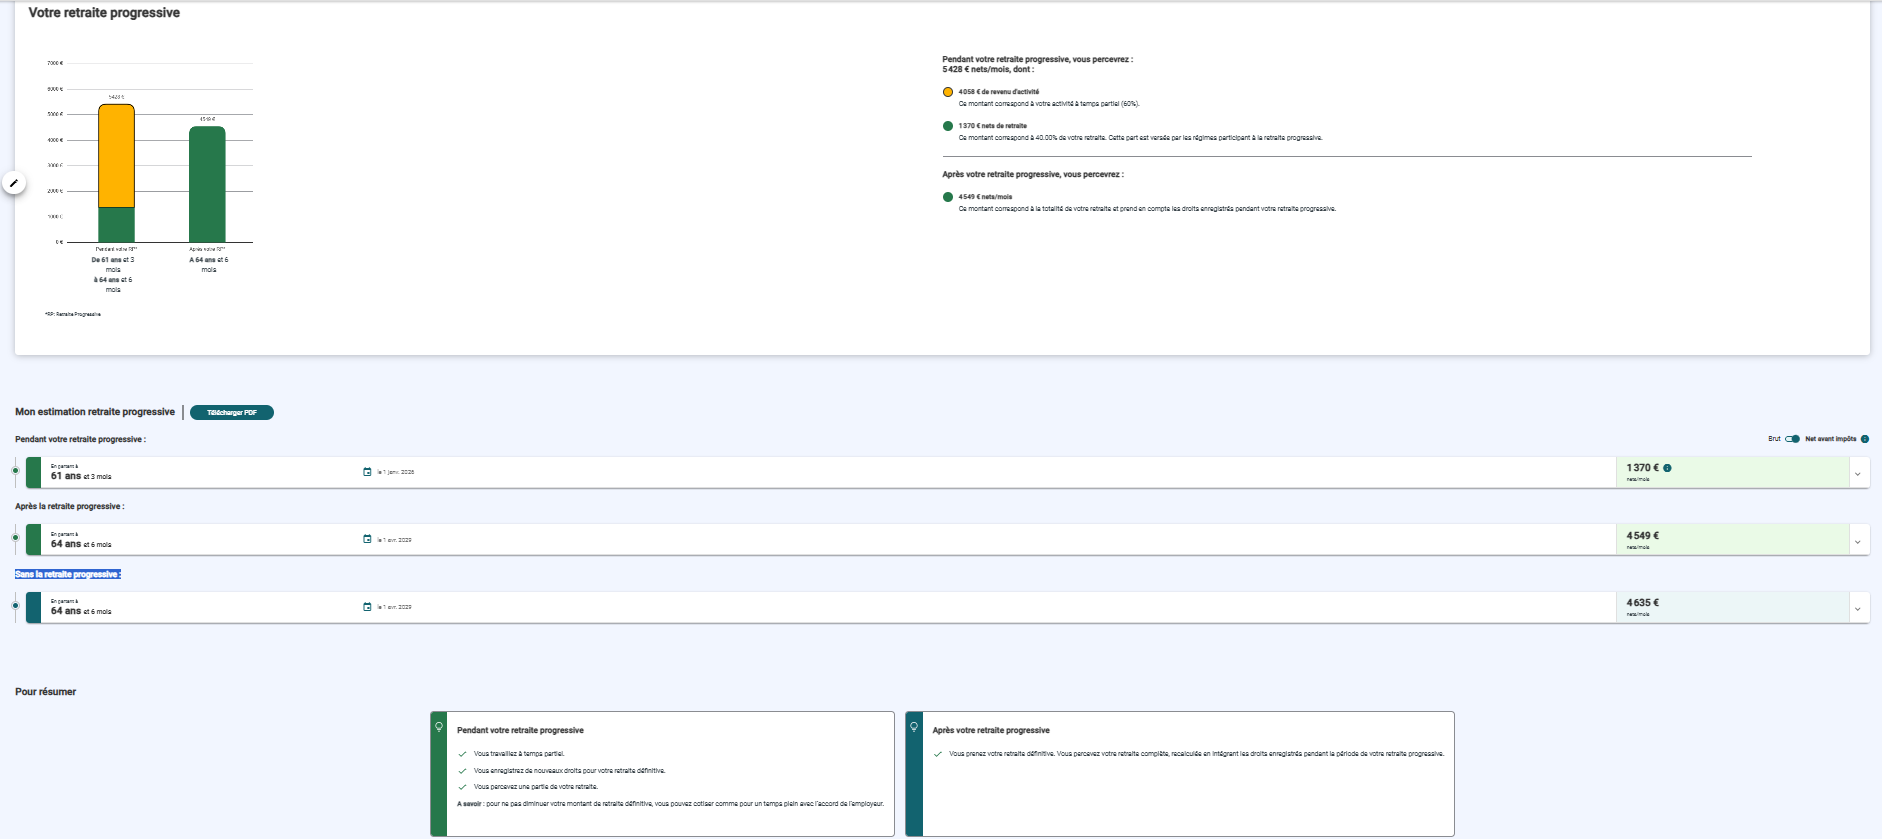 Votre retraite progressive
7000 €
6000 €
5428 €
5000 €
4549 €
4000 €
3000 €
2000 €
1000 €
0 €
Pendant votre RP*
Après votre RP*
De 61 ans et 3
mois
à 64 ans et 6
mois
A 64 ans et 6
mois
*RP: Retraite Progressive
Pendant votre retraite progressive, vous percevrez :
5 428 € nets/mois, dont :
4 058 € de revenu d'activité
Ce montant correspond à votre activité à temps partiel (60%).
1 370 € nets de retraite
Ce montant correspond à 40.00% de votre retraite. Cette part est versée par les régimes participant à la retraite progressive.
Après votre retraite progressive, vous percevrez :
4 549 € nets/mois
Ce montant correspond à la totalité de votre retraite et prend en compte les droits enregistrés pendant votre retraite progressive.
Mon estimation retraite progressive
Télécharger PDF
Pendant votre retraite progressive :
Brut
Net avant impôts
En partant à
61 ans et 3 mois
le 1 janv. 2026
1 370 €
nets/mois
Après la retraite progressive :
En partant à
64 ans et 6 mois
le 1 avr. 2029
4 549 €
nets/mois
Sans la retraite progressive :
En partant à
64 ans et 6 mois
le 1 avr. 2029
4 635 €
nets/mois
Pour résumer
Pendant votre retraite progressive
Vous travaillez à temps partiel.
Vous enregistrez de nouveaux droits pour votre retraite définitive.
Vous percevez une partie de votre retraite.
A savoir : pour ne pas diminuer votre montant de retraite définitive, vous pouvez cotiser comme pour un temps plein avec l'accord de l'employeur.
Après votre retraite progressive
Vous prenez votre retraite définitive. Vous percevez votre retraite complète, recalculée en intégrant les droits enregistrés pendant la période de votre retraite progressive.